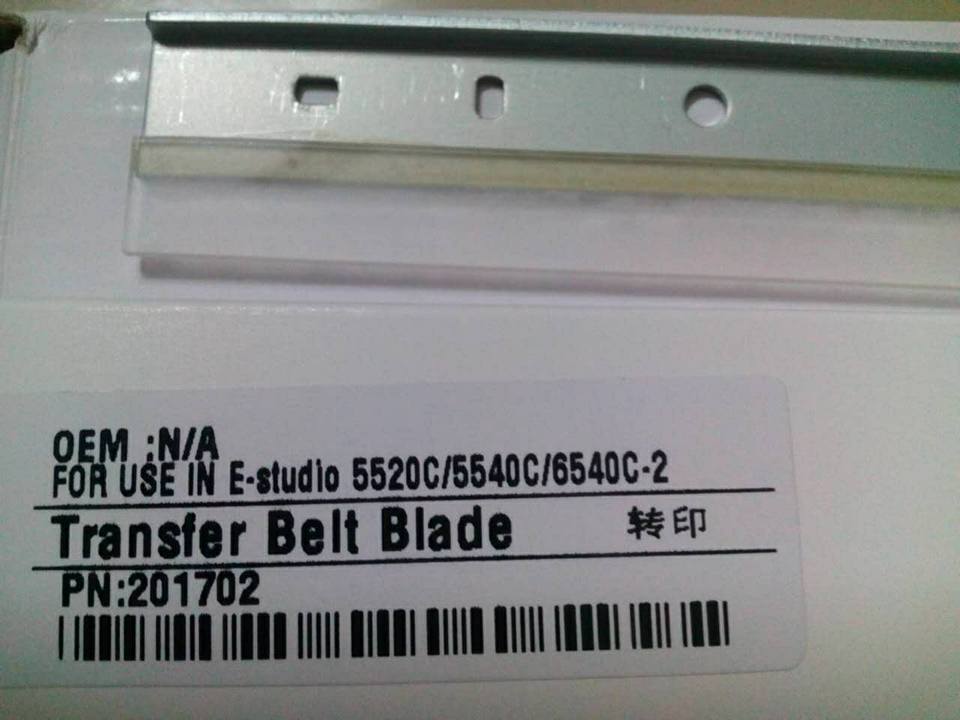 OEM :N/A
FOR USE IN E-studio 5520C/5540C/6540C-2
Transfer Belt Blade 转印
PN:201702